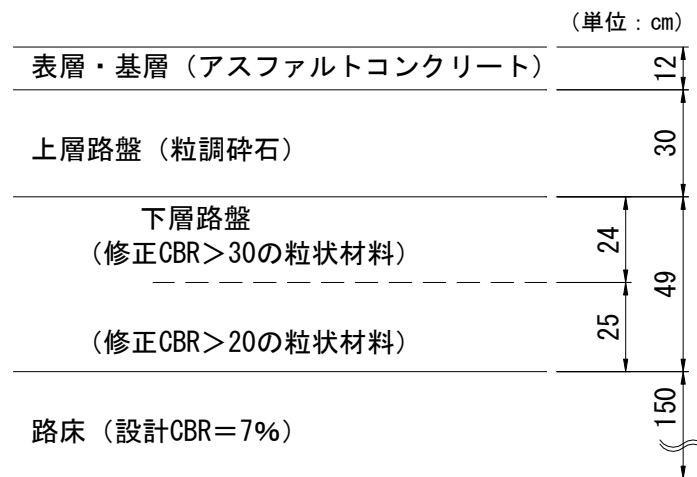 （単位：cm）
表層・基層（アスファルトコンクリート）
12
上層路盤（粒調砕石）
30
下層路盤
（修正CBR＞30の粒状材料）
24
49
（修正CBR＞20の粒状材料）
25
路床（設計CBR＝7%）
150